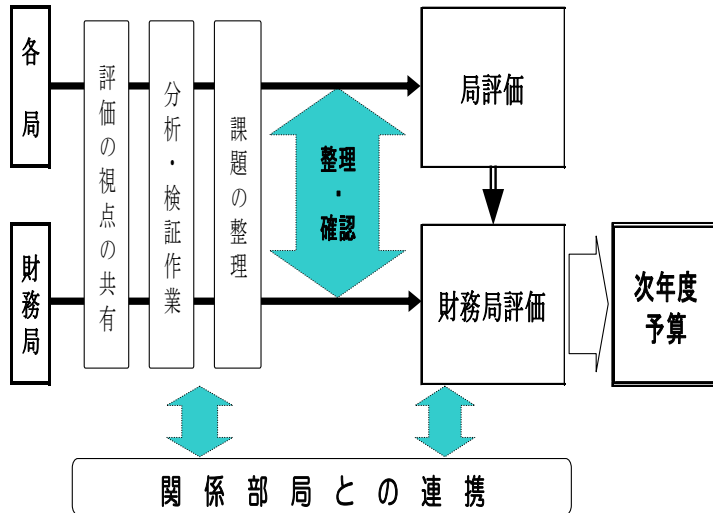 各局
評価の視点の共有
分析・検証作業
課題の整理
整理
・
確認
局評価
財務局
財務局評価
次年度
予算
関係部局との連携